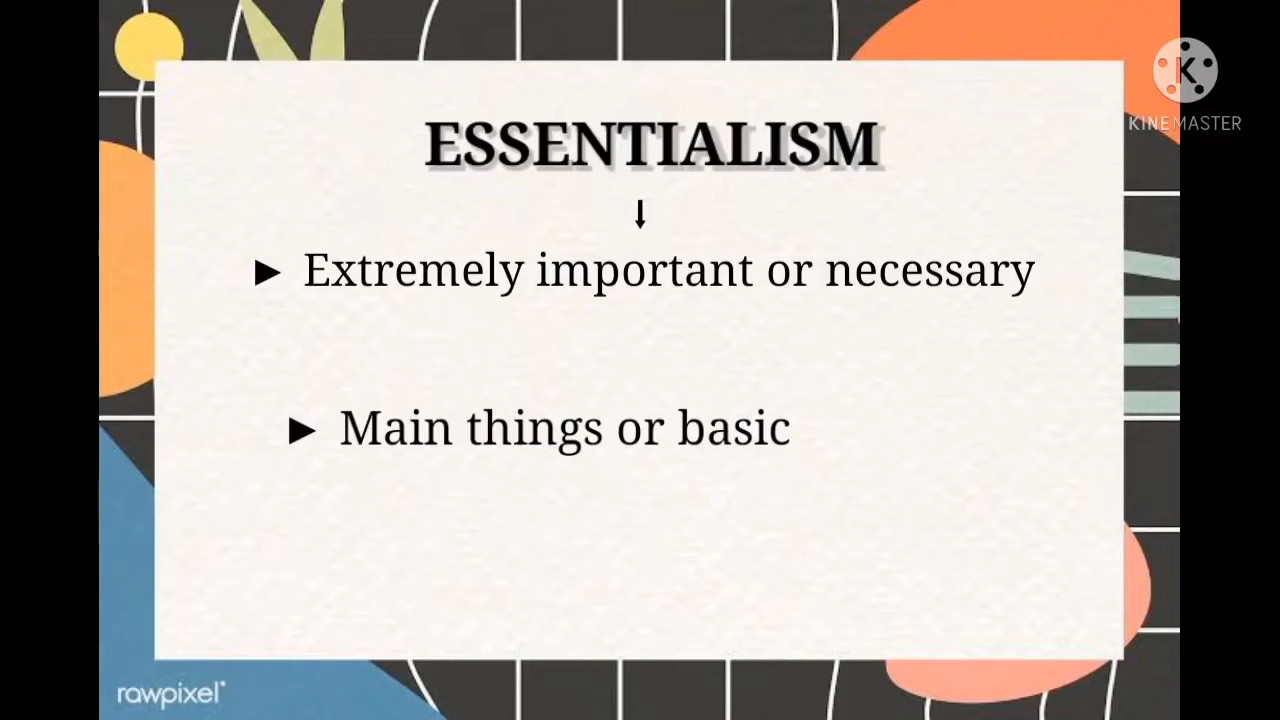 ESSENTIALISM
Extremely important or necessary
Main things or basic
KINEMASTER
rawpixel